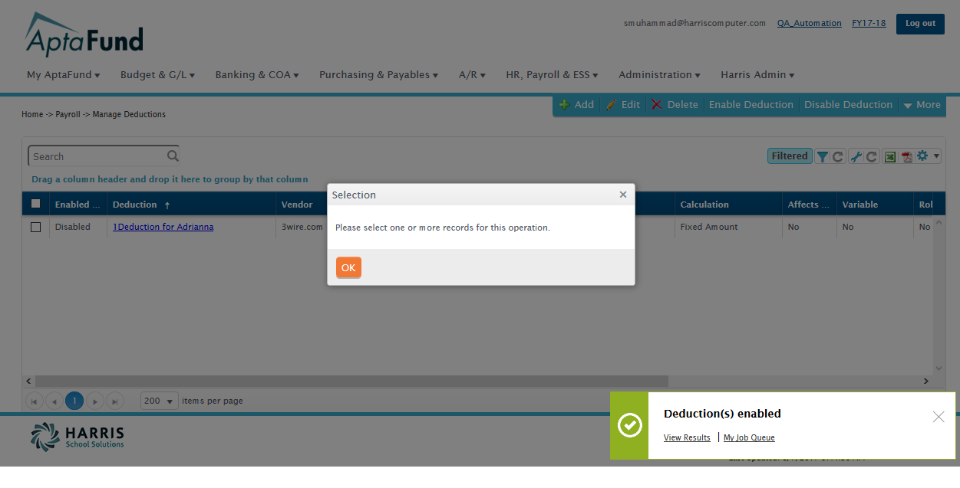 smuhammad@harriscomputer.com QA_Automation FY17-18 Log out
AptaFund
My AptaFund Budget & G/L Banking & COA Purchasing & Payables A/R HR, Payroll & ESS Administration Harris Admin
Home -> Payroll -> Manage Deductions
Add Edit Delete Enable Deduction Disable Deduction More
Search
Filtered
Drag a column header and drop it here to group by that column
Enabled ... Deduction ↑ Vendor Calculation Affects ... Variable Rol
Disabled 1Deduction for Adrianna 3wire.com Fixed Amount No No No
Selection ×
Please select one or more records for this operation.
OK
1 200 items per page
HARRIS
School Solutions
Deduction(s) enabled
View Results | My Job Queue